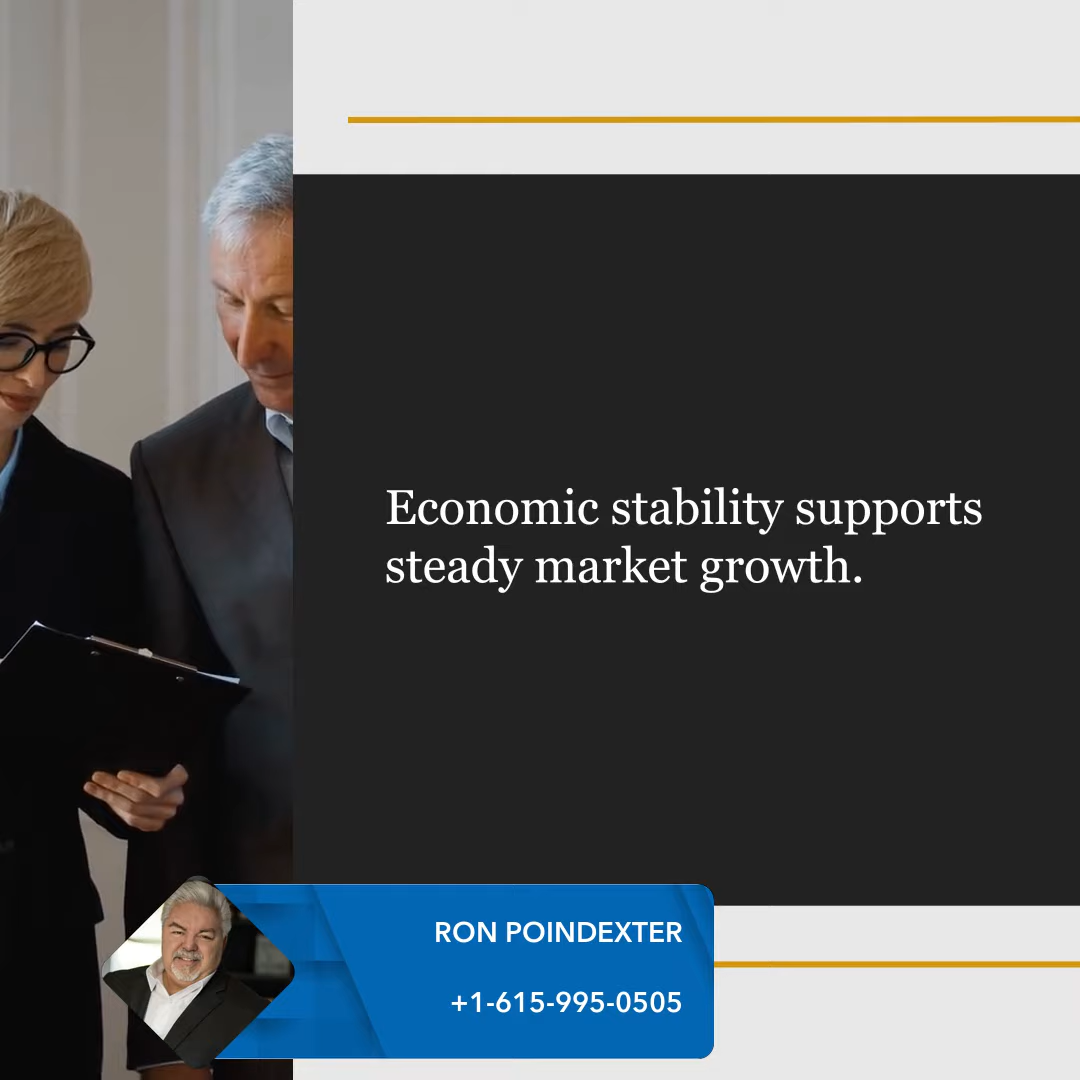 Economic stability supports
steady market growth.
RON POINDEXTER
+1-615-995-0505